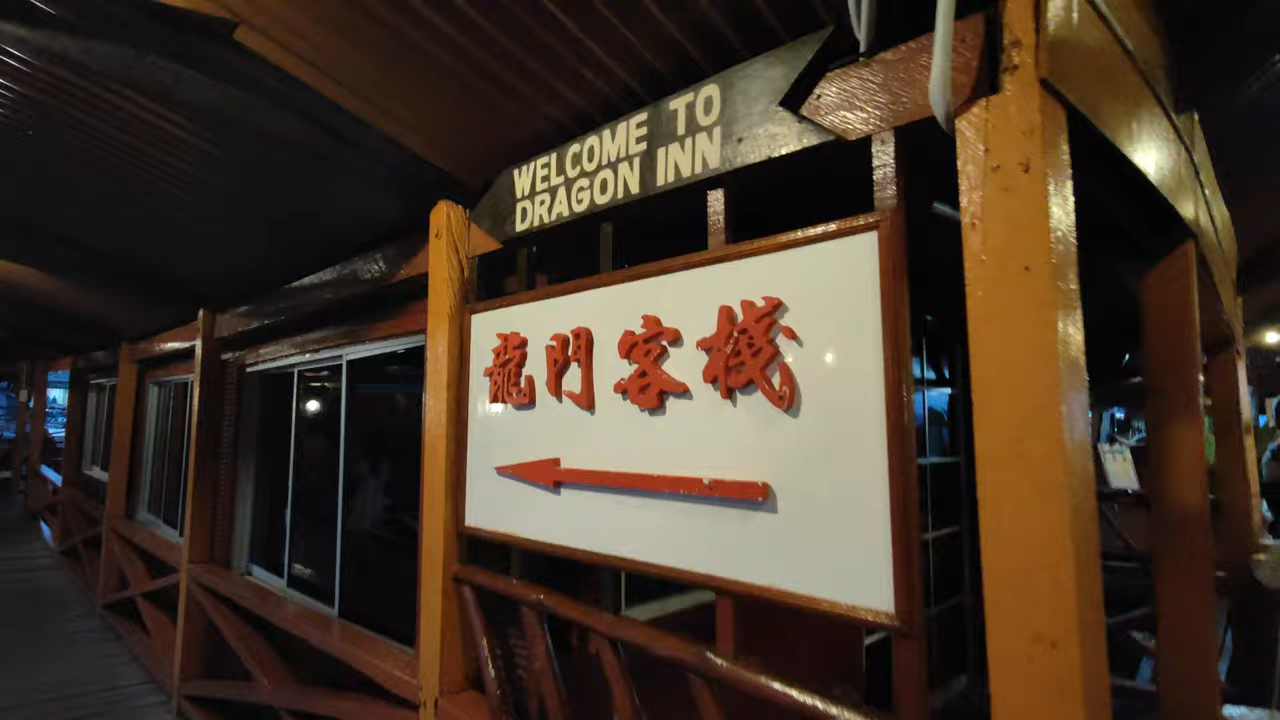 WELCOME TO
DRAGON INN
龍門客棧